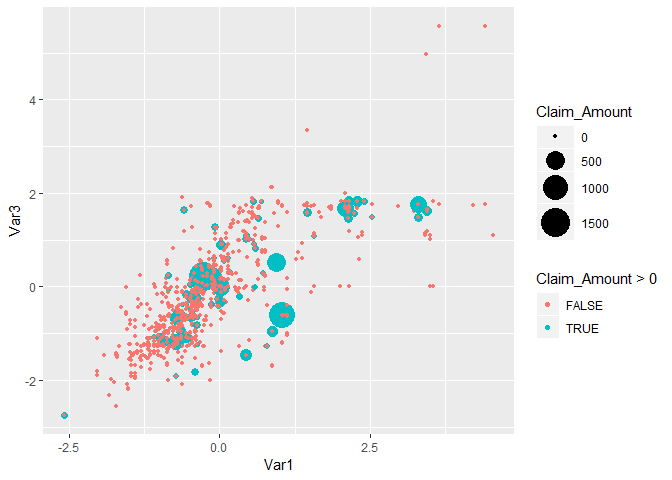 4
2
0
-2
-2.5
0.0
2.5
Var1
Var3
Claim_Amount
0
500
1000
1500
Claim_Amount > 0
FALSE
TRUE